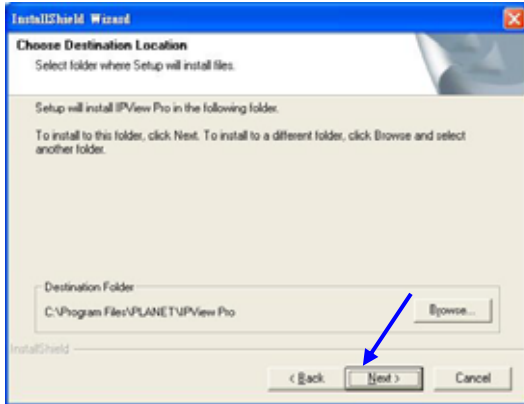 InstallShield Wizard
Choose Destination Location
Select folder where Setup will install files.
Setup will install IPView Pro in the following folder.
To install to this folder, click Next. To install to a different folder, click Browse and select
another folder.
Destination Folder
C:\Program Files\PLANET\IPView Pro
Browse...
InstallShield
< Back
Next >
Cancel